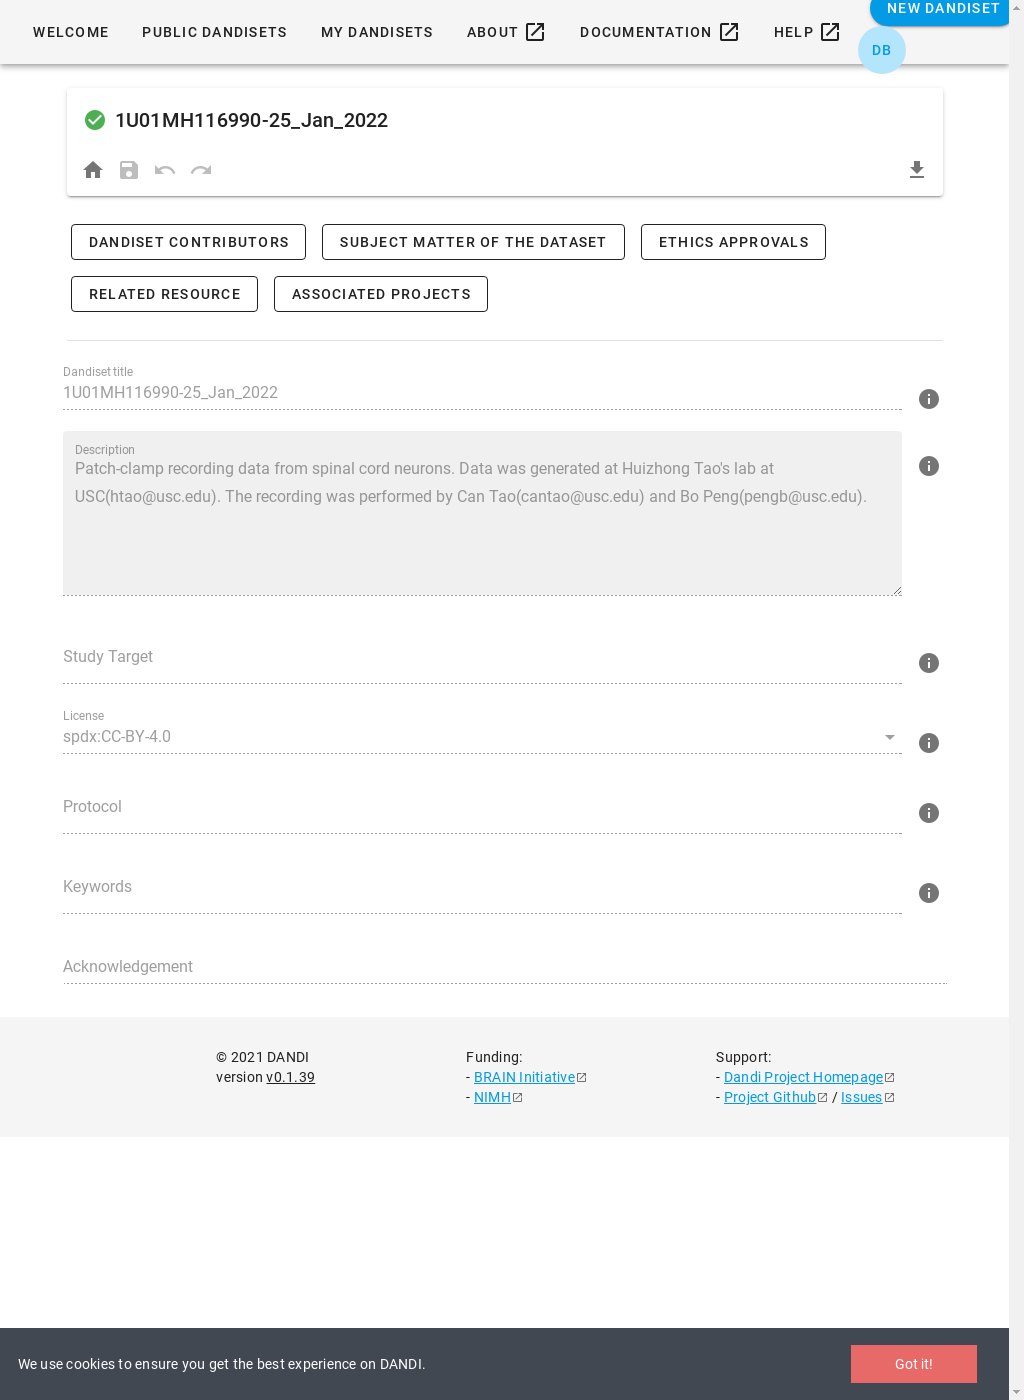 NEW DANDISET
WELCOME PUBLIC DANDISETS MY DANDISETS ABOUT DOCUMENTATION HELP
DB
1U01MH116990-25_Jan_2022
DANDISET CONTRIBUTORS SUBJECT MATTER OF THE DATASET ETHICS APPROVALS
RELATED RESOURCE ASSOCIATED PROJECTS
Dandiset title
1U01MH116990-25_Jan_2022
Description
Patch-clamp recording data from spinal cord neurons. Data was generated at Huizhong Tao's lab at
USC(htao@usc.edu). The recording was performed by Can Tao(cantao@usc.edu) and Bo Peng(pengb@usc.edu).
Study Target
License
spdx:CC-BY-4.0
Protocol
Keywords
Acknowledgement
© 2021 DANDI
version v0.1.39
Funding:
- BRAIN Initiative
- NIMH
Support:
- Dandi Project Homepage
- Project Github / Issues
We use cookies to ensure you get the best experience on DANDI.
Got it!